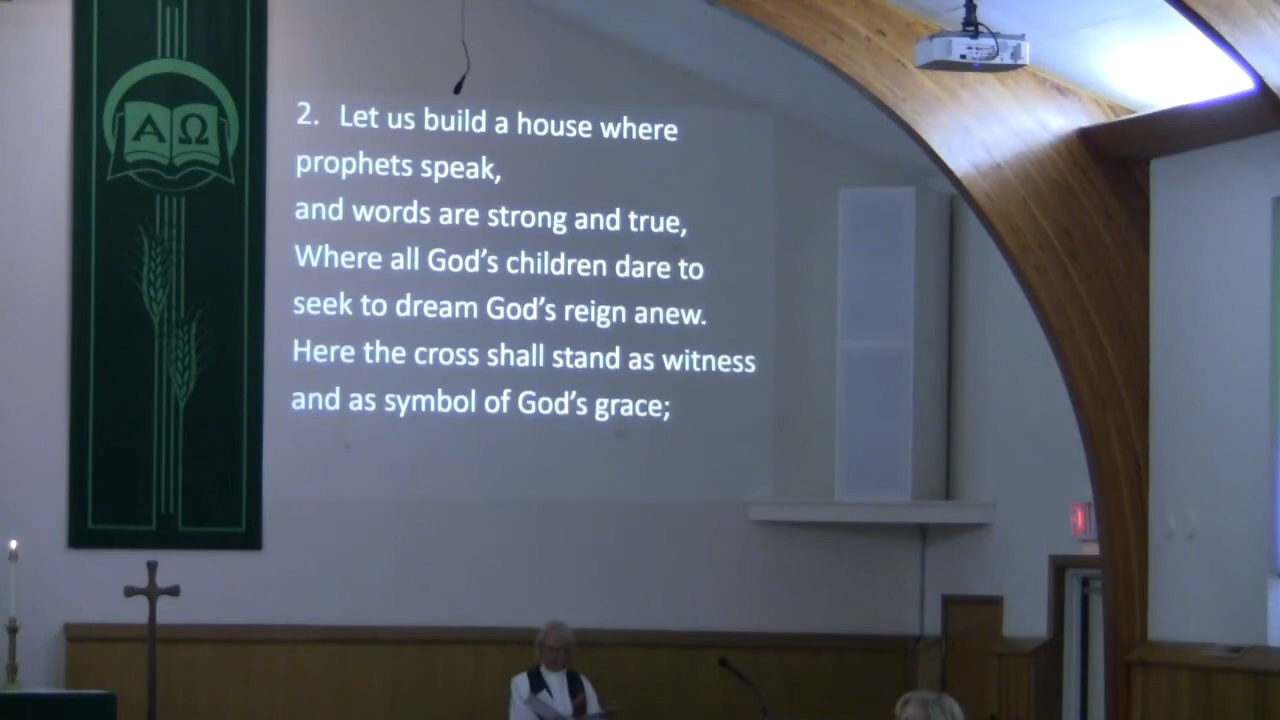 Α Ω
2. Let us build a house where
prophets speak,
and words are strong and true,
Where all God's children dare to
seek to dream God's reign anew.
Here the cross shall stand as witness
and as symbol of God's grace;